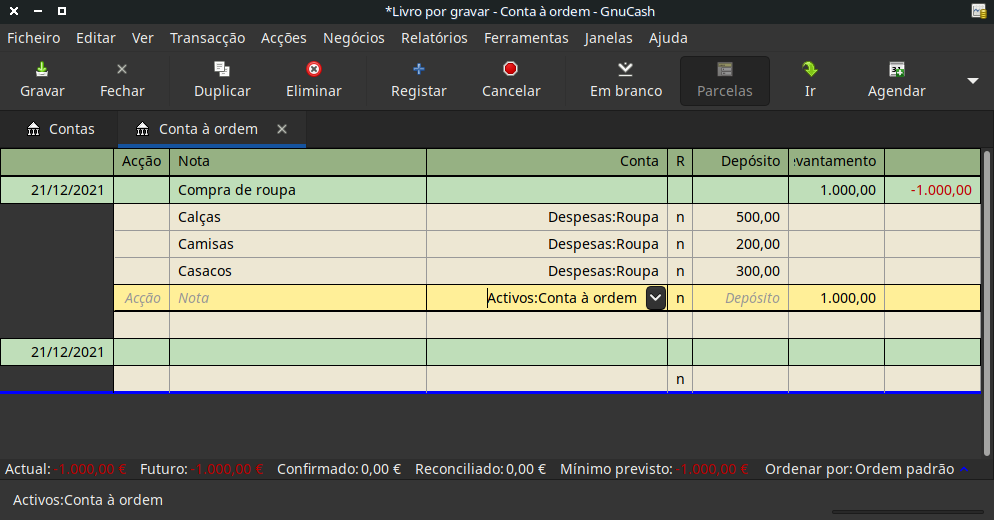 *Livro por gravar - Conta à ordem - GnuCash
Ficheiro Editar Ver Transacção Acções Negócios Relatórios Ferramentas Janelas Ajuda
Gravar Fechar Duplicar Eliminar Registar Cancelar Em branco Parcelas Ir Agendar
Contas Conta à ordem
Acção Nota Conta R Depósito evantamento
21/12/2021 Compra de roupa 1.000,00 -1.000,00
Calças Despesas:Roupa n 500,00
Camisas Despesas:Roupa n 200,00
Casacos Despesas:Roupa n 300,00
Acção Nota Activos:Conta à ordem n Depósito 1.000,00
21/12/2021
n
Actual: -1.000,00 € Futuro: -1.000,00 € Confirmado: 0,00 € Reconciliado: 0,00 € Mínimo previsto: -1.000,00 € Ordenar por: Ordem padrão
Activos:Conta à ordem